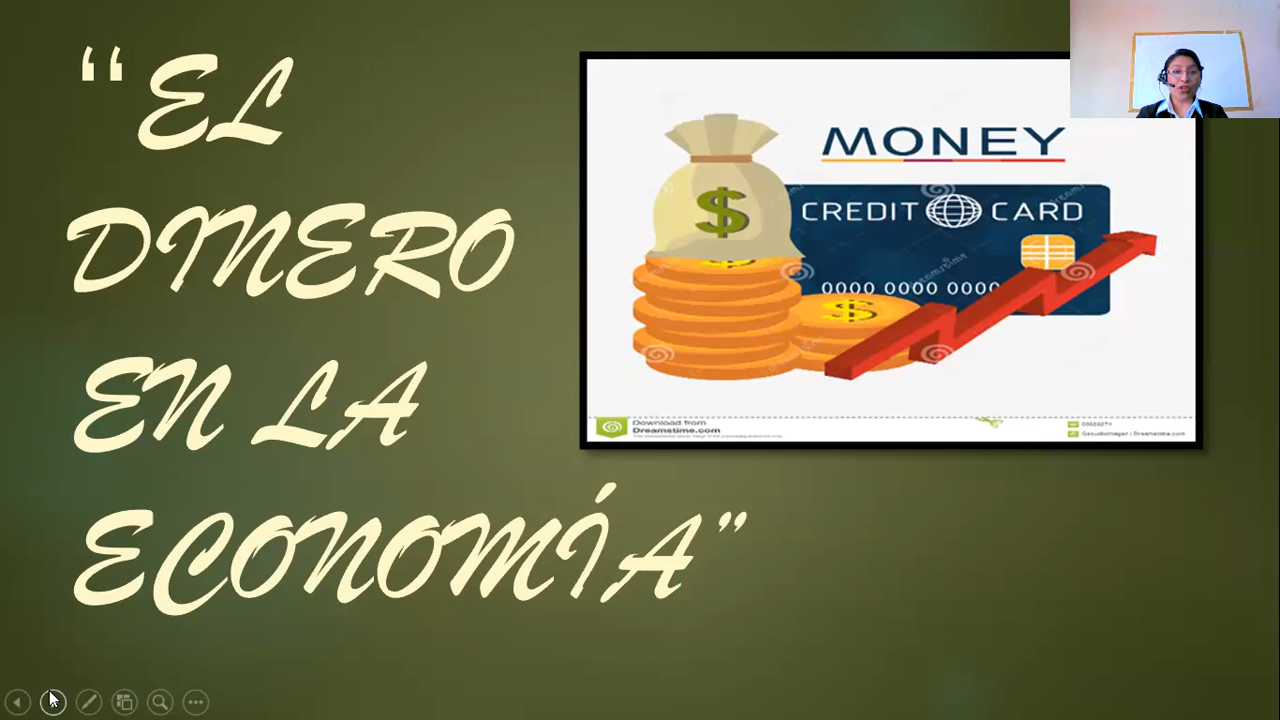 “EL
DINERO
EN LA
ECONOMÍA”
MONEY
CREDIT CARD
0000 0000 0000
Download from
Dreamstime.com